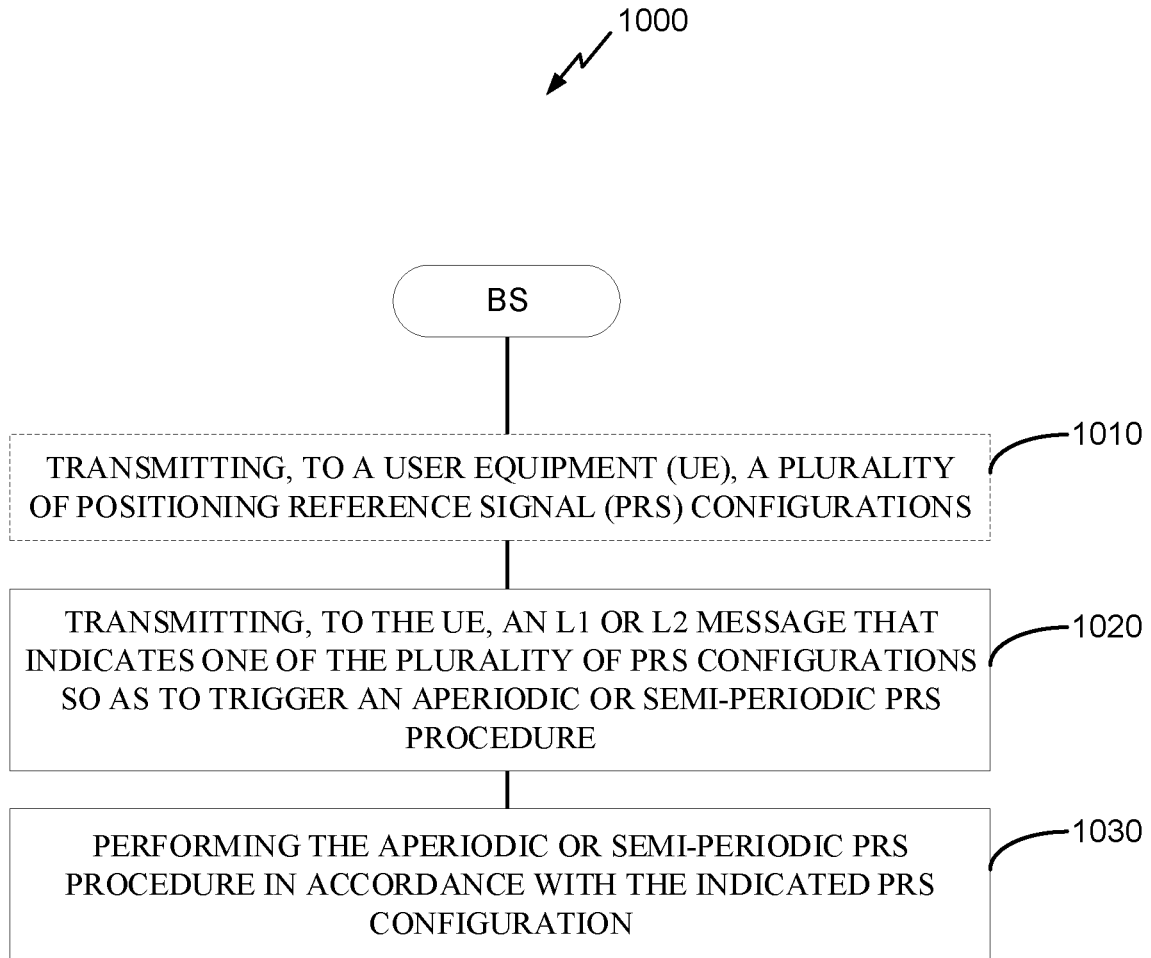 1000
BS
1010
TRANSMITTING, TO A USER EQUIPMENT (UE), A PLURALITY
OF POSITIONING REFERENCE SIGNAL (PRS) CONFIGURATIONS
TRANSMITTING, TO THE UE, AN L1 OR L2 MESSAGE THAT
1020
INDICATES ONE OF THE PLURALITY OF PRS CONFIGURATIONS
SO AS TO TRIGGER AN APERIODIC OR SEMI-PERIODIC PRS
PROCEDURE
1030
PERFORMING THE APERIODIC OR SEMI-PERIODIC PRS
PROCEDURE IN ACCORDANCE WITH THE INDICATED PRS
CONFIGURATION